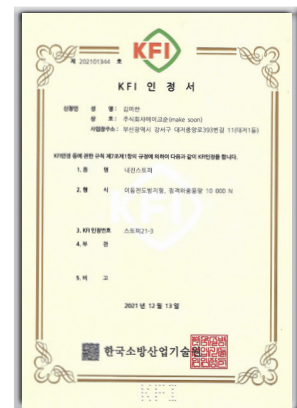 KFI
제 202101344 호
KFI 인 정 서
신청인 성 명: 김미란
상 호: 주식회사메이크순(make soon)
사업장주소: 부산광역시 강서구 대저중앙로393번길 11(대저1동)
KFI인정 등에 관한 규칙 제7조제1항의 규정에 의하여 다음과 같이 KFI인정을 합니다.
1. 품 명 내진스토퍼
2. 형 식 이동전도방지형, 정격하중용량 10 000 N
3. KFI 인정번호 스토퍼21-3
4. 부 관
5. 비 고
2021 년 12 월 13 일
한국소방산업기술원
KFI